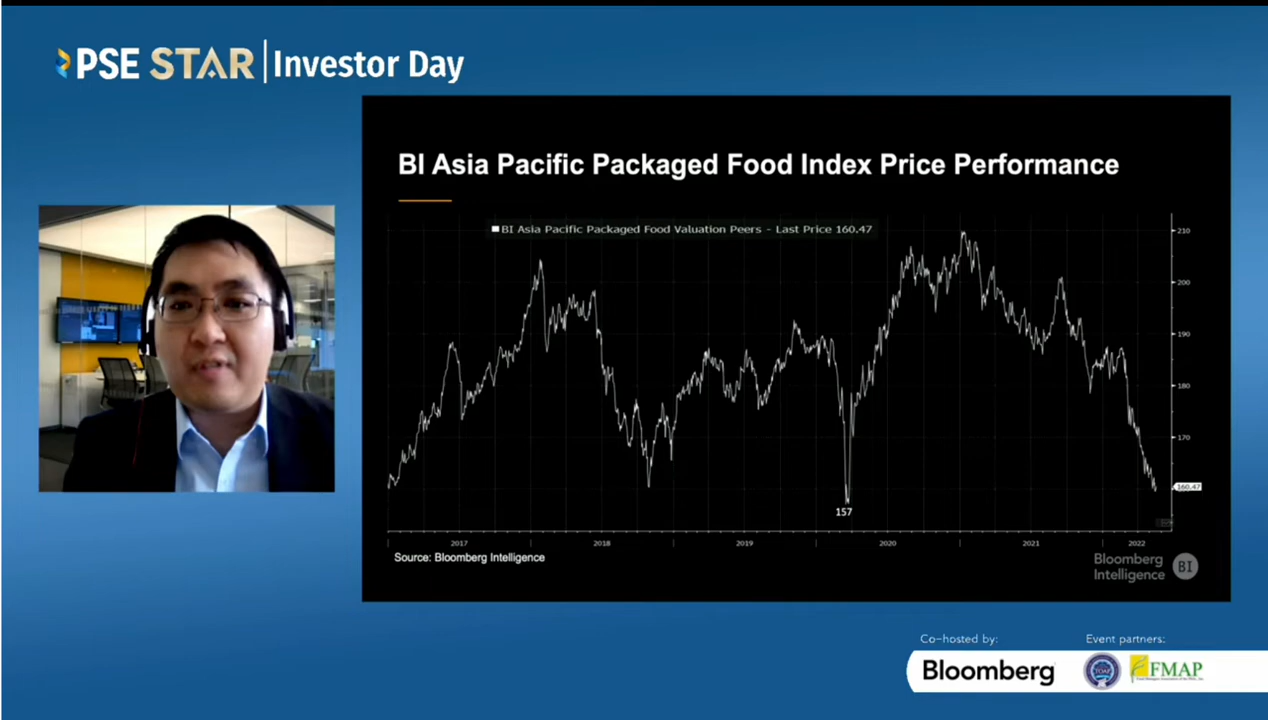 PSE STAR | Investor Day
BI Asia Pacific Packaged Food Index Price Performance
BI Asia Pacific Packaged Food Valuation Peers - Last Price 160.47
210
200
190
180
170
160.47
157
2017 2018 2019 2020 2021 2022
Source: Bloomberg Intelligence
Bloomberg
Intelligence BI
Co-hosted by:
Event partners:
Bloomberg
FMAP